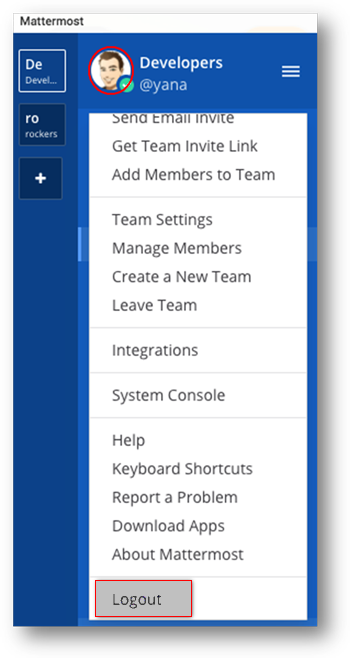 Mattermost
De
Devel...
Developers
@yana
ro
rockers
+
Send Email Invite
Get Team Invite Link
Add Members to Team
Team Settings
Manage Members
Create a New Team
Leave Team
Integrations
System Console
Help
Keyboard Shortcuts
Report a Problem
Download Apps
About Mattermost
Logout